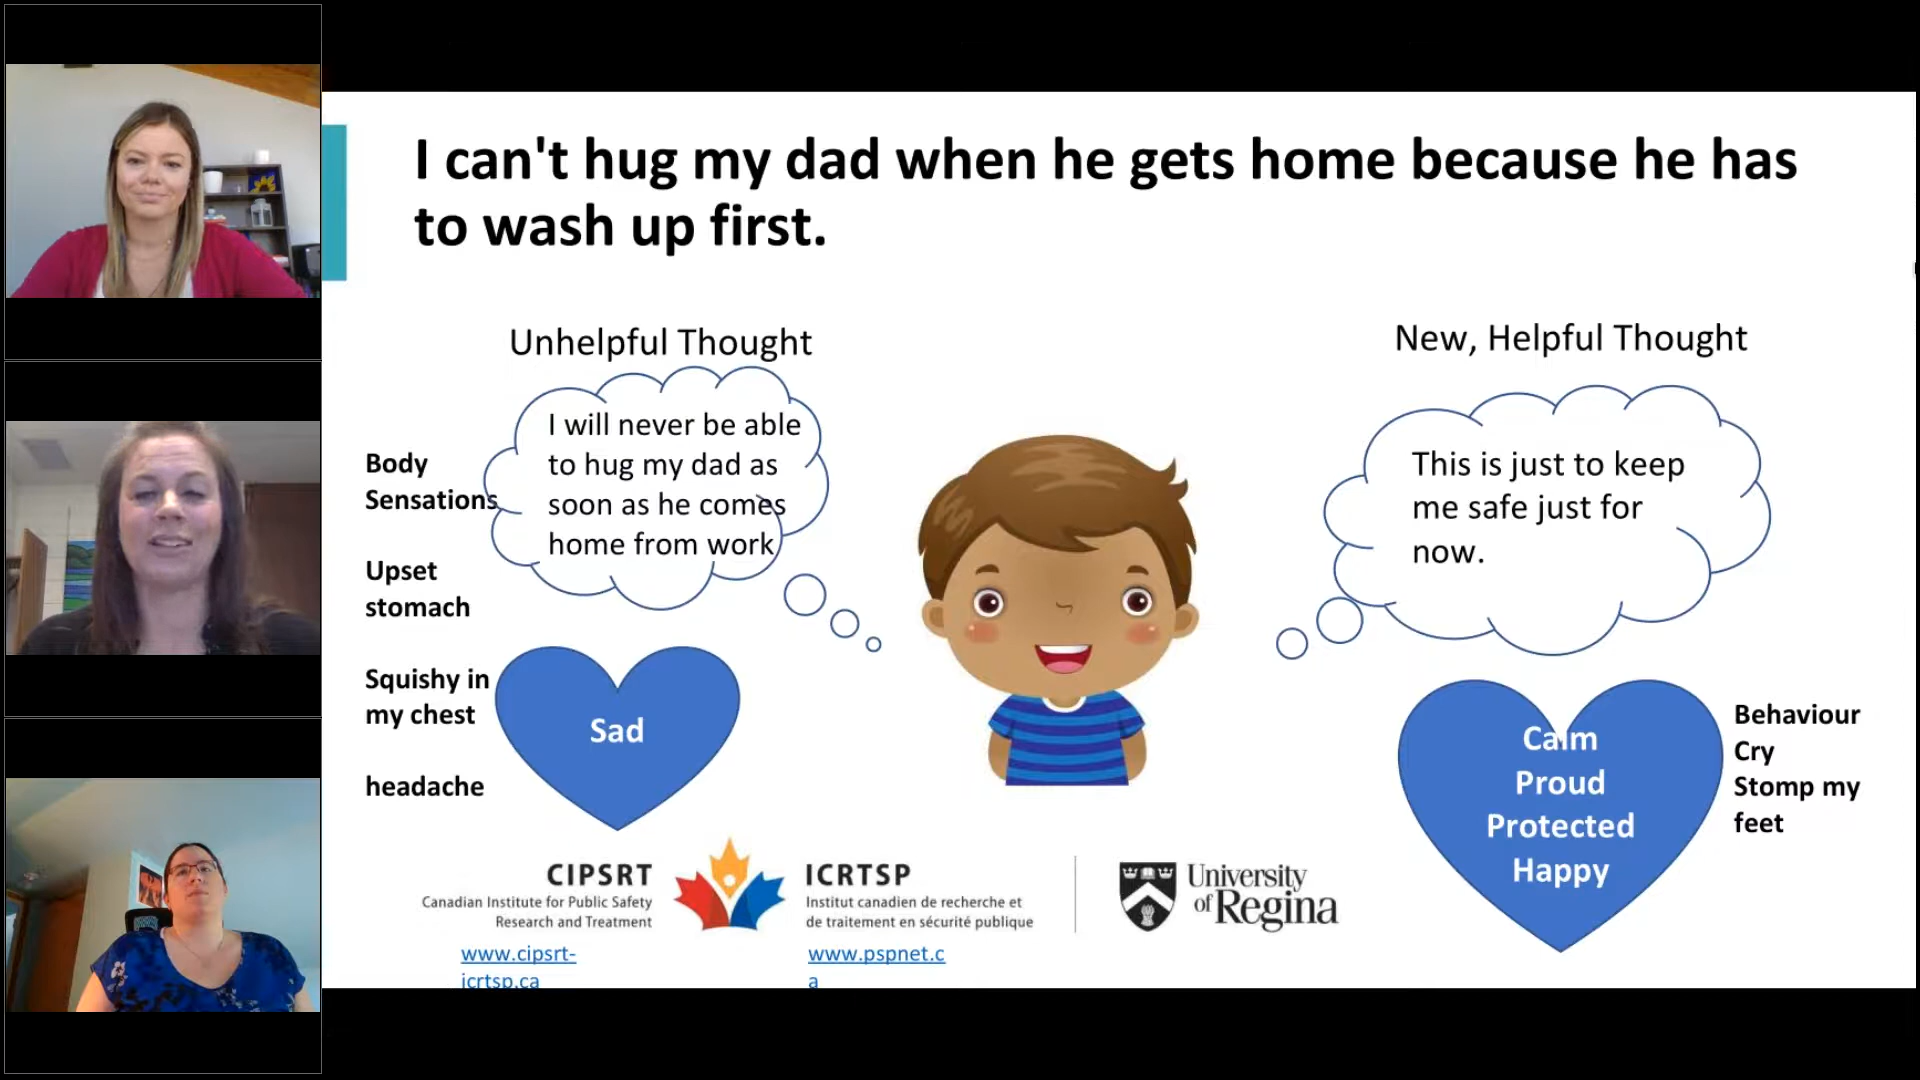 I can't hug my dad when he gets home because he has
to wash up first.
Unhelpful Thought
I will never be able
to hug my dad as
soon as he comes
home from work
Body
Sensations
Upset
stomach
Squishy in
my chest
headache
Sad
New, Helpful Thought
This is just to keep
me safe just for
now.
Calm
Proud
Protected
Happy
Behaviour
Cry
Stomp my
feet
CIPSRT
Canadian Institute for Public Safety
Research and Treatment
www.cipsrt-
icrtsp.ca
ICRTSP
Institut canadien de recherche et
de traitement en sécurité publique
www.pspnet.c
a
University
of Regina